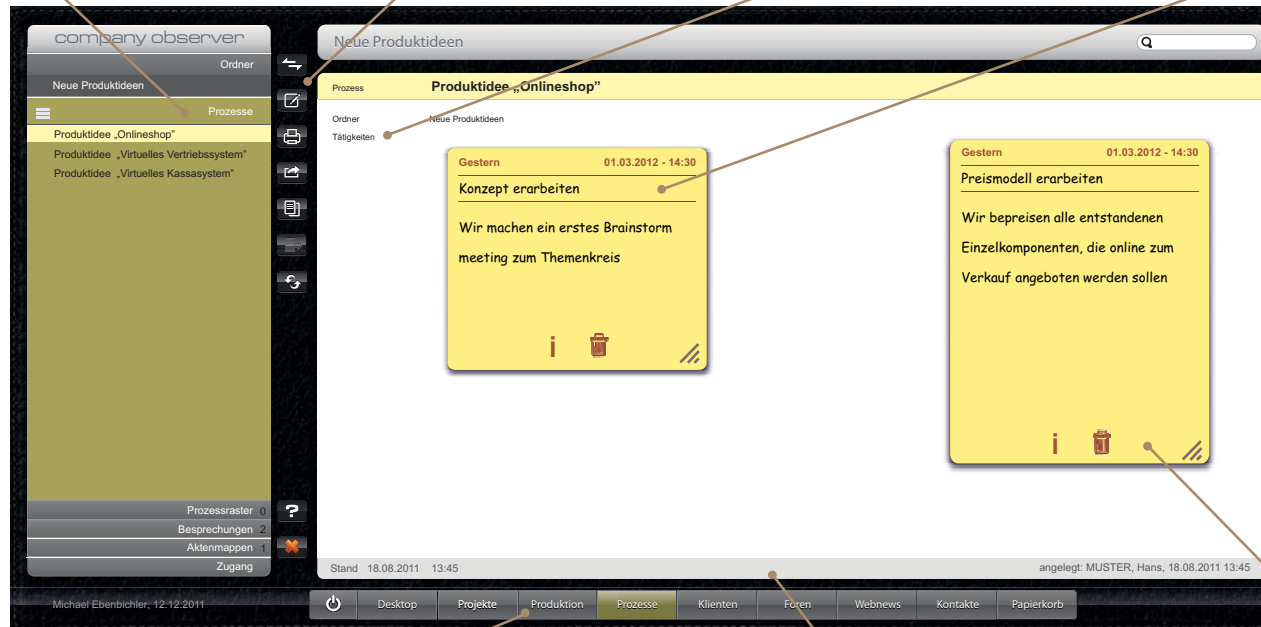 company observer
Ordner
Neue Produktideen
Prozesse
Produktidee „Onlineshop”
Produktidee „Virtuelles Vertriebssystem”
Produktidee „Virtuelles Kassasystem”
Prozessraster 0
Besprechungen 2
Aktenmappen 1
Zugang
Michael Ebenbichler, 12.12.2011
?
Neue Produktideen
Prozess Produktidee „Onlineshop”
Ordner Neue Produktideen
Tätigkeiten
Gestern 01.03.2012 - 14:30
Konzept erarbeiten
Wir machen ein erstes Brainstorm
meeting zum Themenkreis
i
Gestern 01.03.2012 - 14:30
Preismodell erarbeiten
Wir bepreisen alle entstandenen
Einzelkomponenten, die online zum
Verkauf angeboten werden sollen
i
Stand 18.08.2011 13:45 angelegt: MUSTER, Hans, 18.08.2011 13:45
Desktop Projekte Produktion Prozesse Klienten Foren Webnews Kontakte Papierkorb